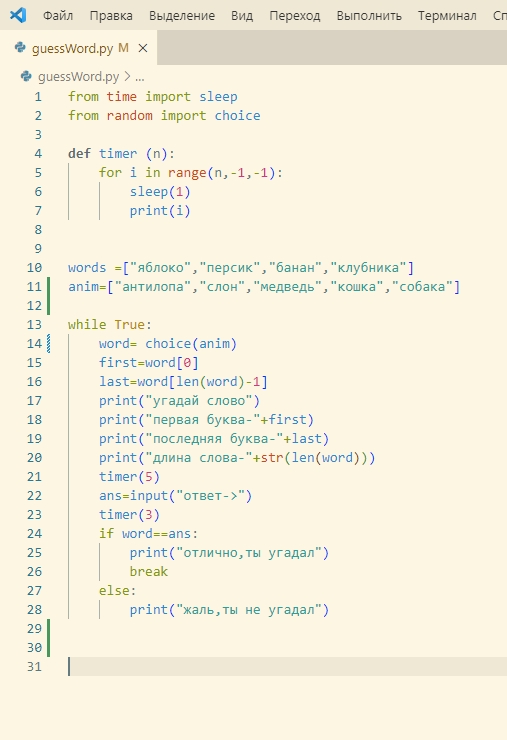 Файл Правка Выделение Вид Переход Выполнить Терминал Сп
guessWord.py M ×
guessWord.py > ...
1 from time import sleep
2 from random import choice
3
4 def timer (n):
5     for i in range(n,-1,-1):
6         sleep(1)
7         print(i)
8
9
10 words =["яблоко","персик","банан","клубника"]
11 anim=["антилопа","слон","медведь","кошка","собака"]
12
13 while True:
14     word= choice(anim)
15     first=word[0]
16     last=word[len(word)-1]
17     print("угадай слово")
18     print("первая буква-"+first)
19     print("последняя буква-"+last)
20     print("длина слова-"+str(len(word)))
21     timer(5)
22     ans=input("ответ->")
23     timer(3)
24     if word==ans:
25         print("отлично,ты угадал")
26         break
27     else:
28         print("жаль,ты не угадал")
29
30
31